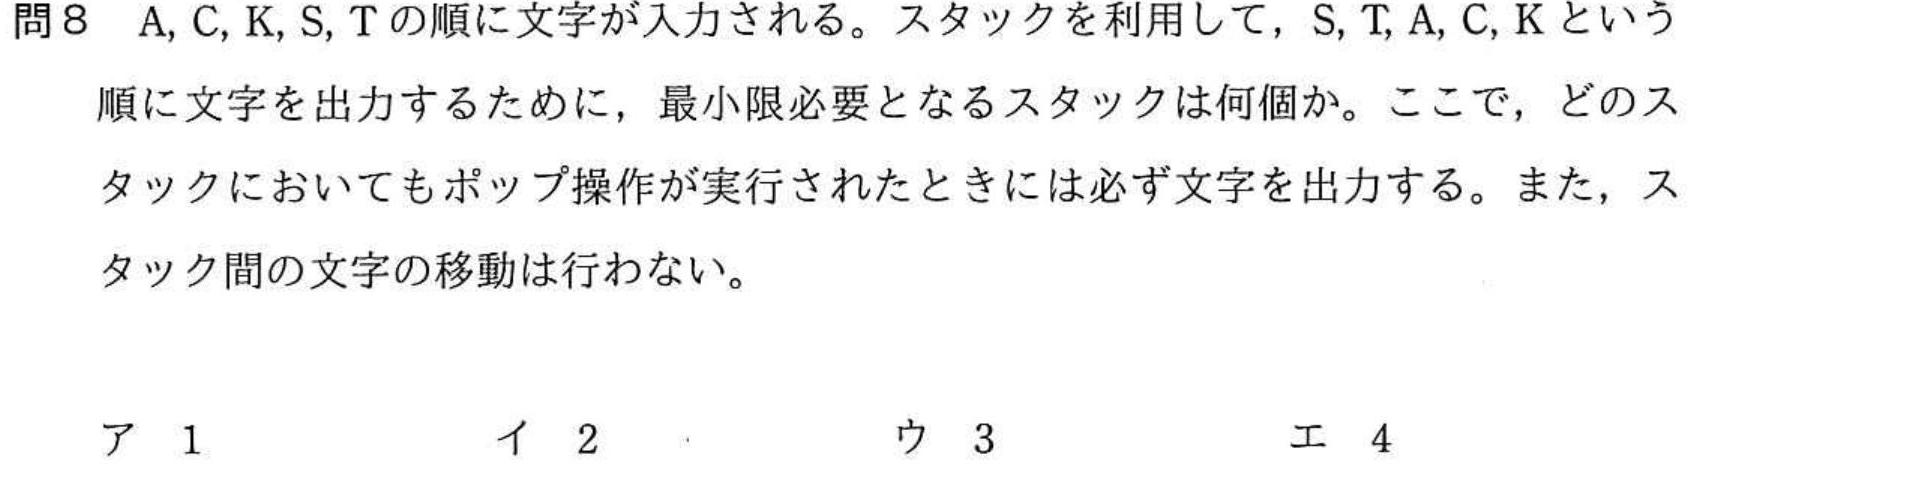 問8 A, C, K, S, T の順に文字が入力される。スタックを利用して，S, T, A, C, K という
順に文字を出力するために，最小限必要となるスタックは何個か。ここで，どのス
タックにおいてもポップ操作が実行されたときには必ず文字を出力する。また，ス
タック間の文字の移動は行わない。
ア 1 イ 2 ウ 3 エ 4